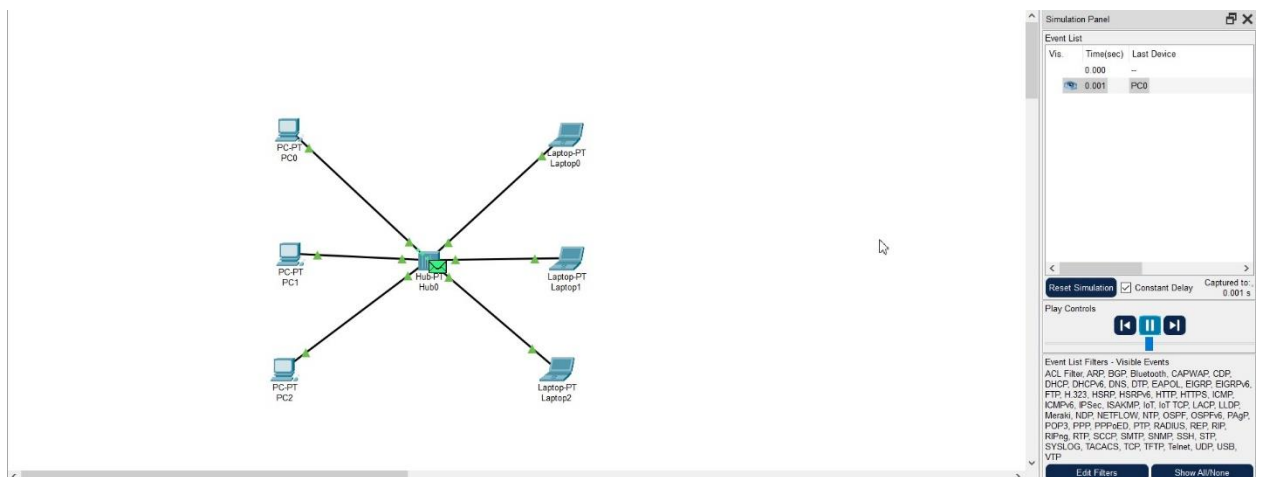 Simulation Panel
Event List
Vis. Time(sec) Last Device
0.000 --
0.001 PC0
PC-PT
PC0
Laptop-PT
Laptop0
PC-PT
PC1
Hub-PT
Hub0
Laptop-PT
Laptop1
PC-PT
PC2
Laptop-PT
Laptop2
Reset Simulation Constant Delay Captured to:
0.001 s
Play Controls
Event List Filters - Visible Events
ACL Filter, ARP, BGP, Bluetooth, CAPWAP, CDP,
DHCP, DHCPv6, DNS, DTP, EAPOL, EIGRP, EIGRPv6,
FTP, H.323, HSRP, HSRPv6, HTTP, HTTPS, ICMP,
ICMPv6, IPSec, ISAKMP, IoT, IoT TCP, LACP, LLDP,
Meraki, NDP, NETFLOW, NTP, OSPF, OSPFv6, PAgP,
POP3, PPP, PPPoED, PTP, RADIUS, REP, RIP,
RIPng, RTP, SCCP, SMTP, SNMP, SSH, STP,
SYSLOG, TACACS, TCP, TFTP, Telnet, UDP, USB,
VTP
Edit Filters Show All/None